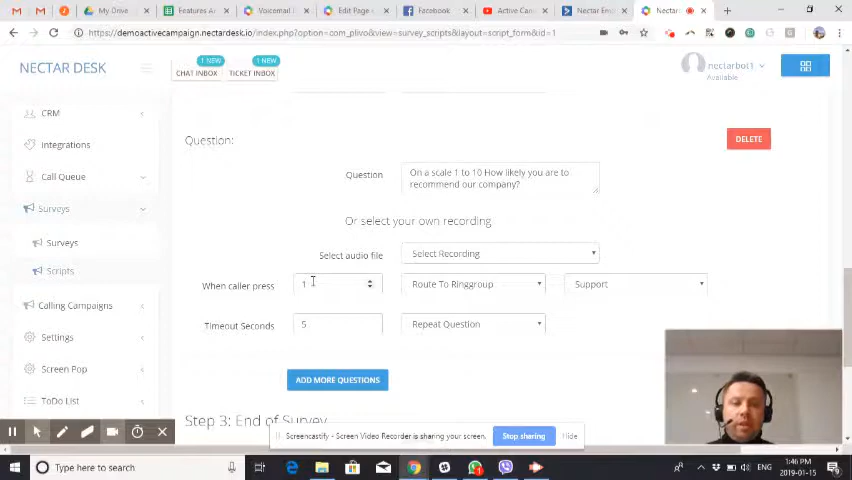 My Drive
Features An
Voicemail
Edit Page ‹
Facebook
Active Cam
Nectar En
Necta
https://demoactivecampaign.nectardesk.io/index.php?option=com_plivo&view=survey_scripts&layout=script_form&id=1
NECTAR DESK
1 NEW
CHAT INBOX
1 NEW
TICKET INBOX
nectarbot1
Available
CRM
Integrations
Call Queue
Surveys
Surveys
Scripts
Calling Campaigns
Settings
Screen Pop
ToDo List
Question:
DELETE
Question
On a scale 1 to 10 How likely you are to
recommend our company?
Or select your own recording
Select audio file
Select Recording
When caller press
1
Route To Ringgroup
Support
Timeout Seconds
5
Repeat Question
ADD MORE QUESTIONS
Step 3: End of Survey
Screencastify - Screen Video Recorder is sharing your screen.
Stop sharing
Hide
Type here to search
ENG
1:46 PM
2019-01-15